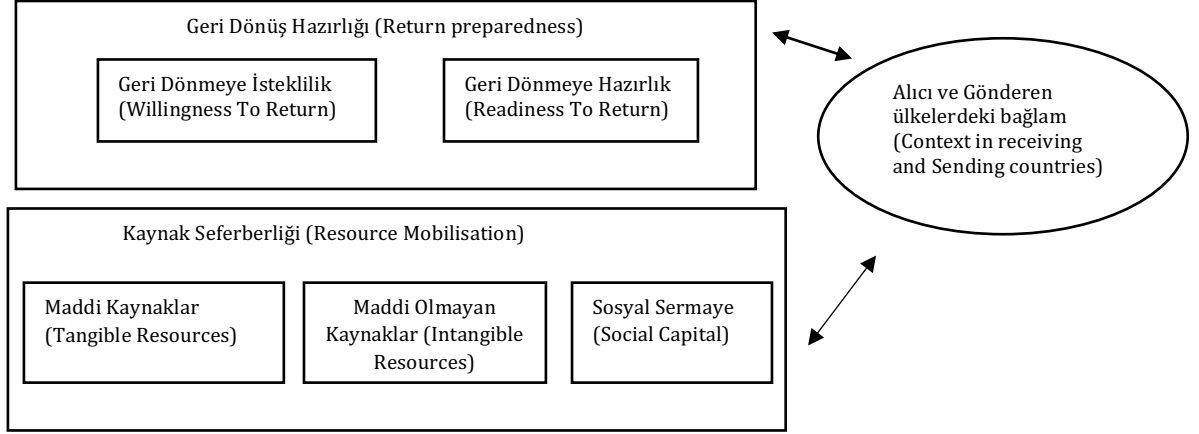 Geri Dönüş Hazırlığı (Return preparedness)
Geri Dönmeye İsteklilik
(Willingness To Return)
Geri Dönmeye Hazırlık
(Readiness To Return)
Alıcı ve Gönderen
ülkelerdeki bağlam
(Context in receiving
and Sending countries)
Kaynak Seferberliği (Resource Mobilisation)
Maddi Kaynaklar
(Tangible Resources)
Maddi Olmayan
Kaynaklar (Intangible
Resources)
Sosyal Sermaye
(Social Capital)